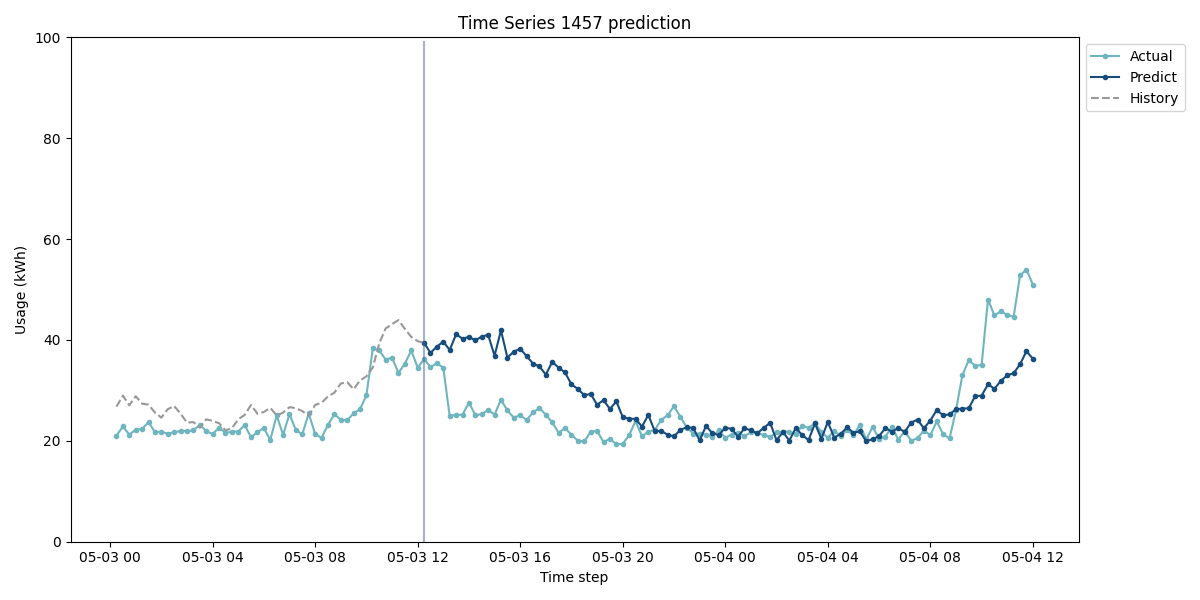 Time Series 1457 prediction
100
80
60
40
20
0
Usage (kWh)
05-03 00 05-03 04 05-03 08 05-03 12 05-03 16 05-03 20 05-04 00 05-04 04 05-04 08 05-04 12
Time step
Actual
Predict
History